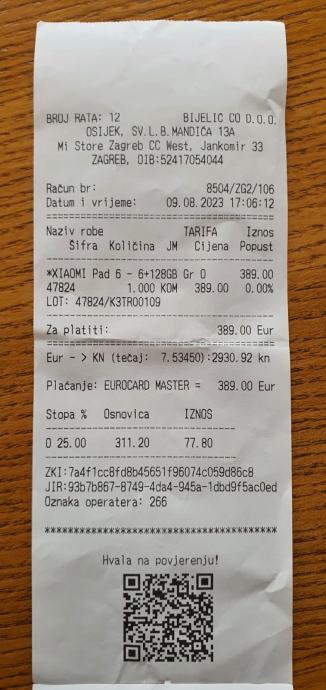 BROJ RATA: 12 BIJELIC CO D.O.O.
OSIJEK, SV.L.B.MANDIĆA 13A
Mi Store Zagreb CC West, Jankomir 33
ZAGREB, OIB:52417054044
Račun br: 8504/ZG2/106
Datum i vrijeme: 09.08.2023 17:06:12
========================================
Naziv robe TARIFA Iznos
Šifra Količina JM Cijena Popust
----------------------------------------
*XIAOMI Pad 6 - 6+128GB Gr O 389.00
47824 1.000 KOM 389.00 0.00%
LOT: 47824/K3TR00109
----------------------------------------
Za platiti: 389.00 Eur
========================================
Eur - > KN (tečaj: 7.53450):2930.92 kn
Plaćanje: EUROCARD MASTER = 389.00 Eur
Stopa % Osnovica IZNOS
---------------------------------
O 25.00 311.20 77.80
---------------------------------
ZKI:7a4f1cc8fd8b45651f96074c059d86c8
JIR:93b7b867-8749-4da4-945a-1dbd9f5ac0ed
Oznaka operatera: 266
****************************************
Hvala na povjerenju!